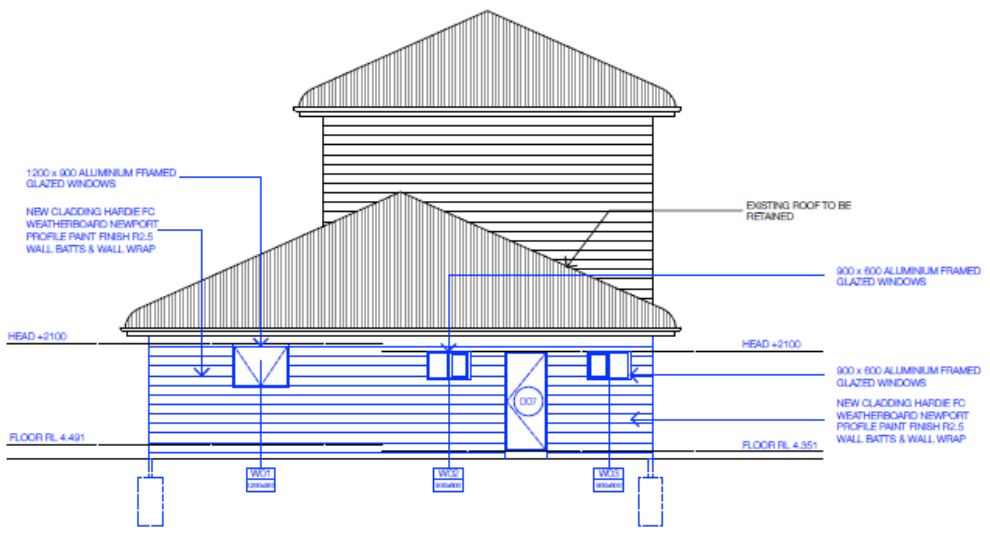 1200 x 900 ALUMINIUM FRAMED
GLAZED WINDOWS
NEW CLADDING HARDIE FC
WEATHERBOARD NEWPORT
PROFILE PAINT FINISH R2.5
WALL BATTS & WALL WRAP
EXISTING ROOF TO BE
RETAINED
900 x 600 ALUMINIUM FRAMED
GLAZED WINDOWS
HEAD +2100
HEAD +2100
900 x 600 ALUMINIUM FRAMED
GLAZED WINDOWS
D07
NEW CLADDING HARDIE FC
WEATHERBOARD NEWPORT
PROFILE PAINT FINISH R2.5
WALL BATTS & WALL WRAP
FLOOR RL 4.491
FLOOR RL 4.351
W01
1200x900
W02
900x600
W03
900x600